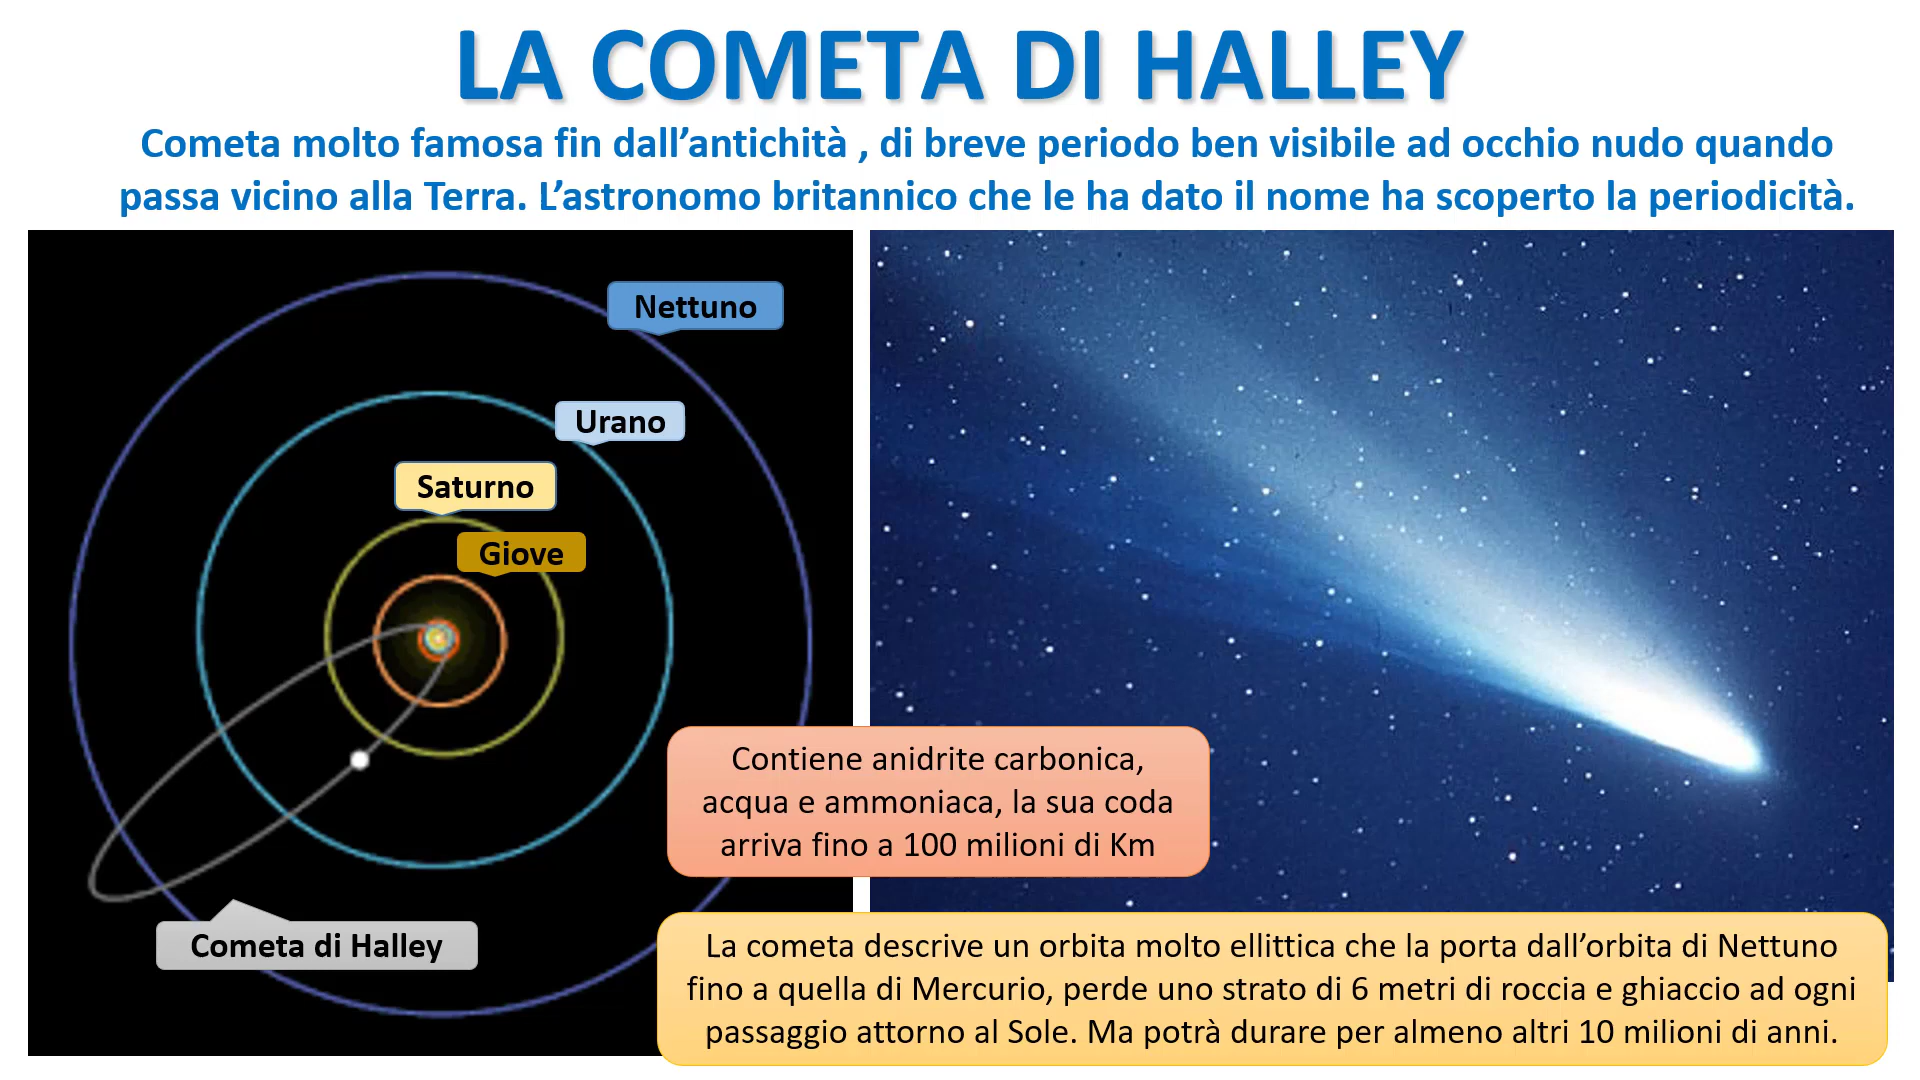 LA COMETA DI HALLEY
Cometa molto famosa fin dall’antichità , di breve periodo ben visibile ad occhio nudo quando
passa vicino alla Terra. L’astronomo britannico che le ha dato il nome ha scoperto la periodicità.
Nettuno
Urano
Saturno
Giove
Cometa di Halley
Contiene anidrite carbonica,
acqua e ammoniaca, la sua coda
arriva fino a 100 milioni di Km
La cometa descrive un orbita molto ellittica che la porta dall’orbita di Nettuno
fino a quella di Mercurio, perde uno strato di 6 metri di roccia e ghiaccio ad ogni
passaggio attorno al Sole. Ma potrà durare per almeno altri 10 milioni di anni.